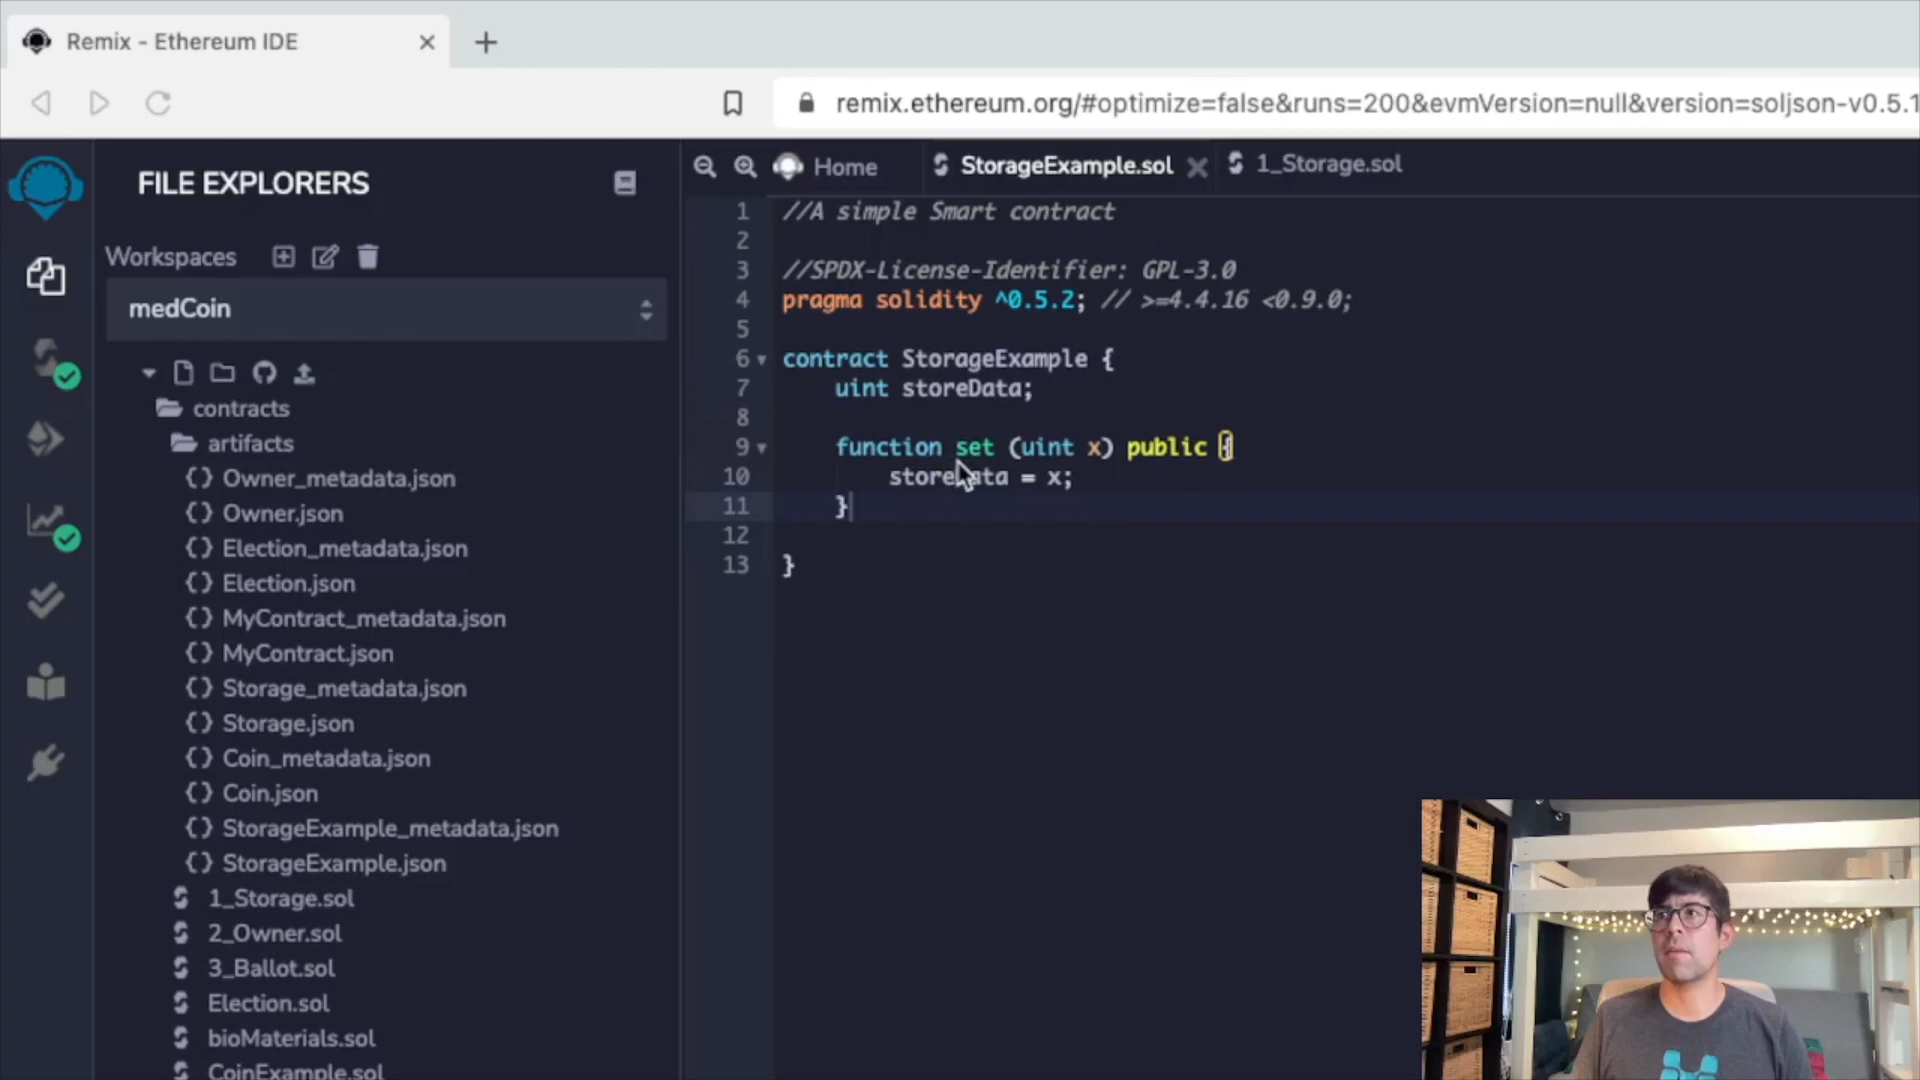 Remix - Ethereum IDE
remix.ethereum.org/#optimize=false&runs=200&evmVersion=null&version=soljson-v0.5.1
FILE EXPLORERS
Workspaces
medCoin
contracts
artifacts
Owner_metadata.json
Owner.json
Election_metadata.json
Election.json
MyContract_metadata.json
MyContract.json
Storage_metadata.json
Storage.json
Coin_metadata.json
Coin.json
StorageExample_metadata.json
StorageExample.json
1_Storage.sol
2_Owner.sol
3_Ballot.sol
Election.sol
bioMaterials.sol
CoinExample.sol
Home
StorageExample.sol
1_Storage.sol
1 //A simple Smart contract
2
3 //SPDX-License-Identifier: GPL-3.0
4 pragma solidity ^0.5.2; // >=4.4.16 <0.9.0;
5
6 contract StorageExample {
7 uint storeData;
8
9 function set (uint x) public {
10 storeData = x;
11 }
12
13 }